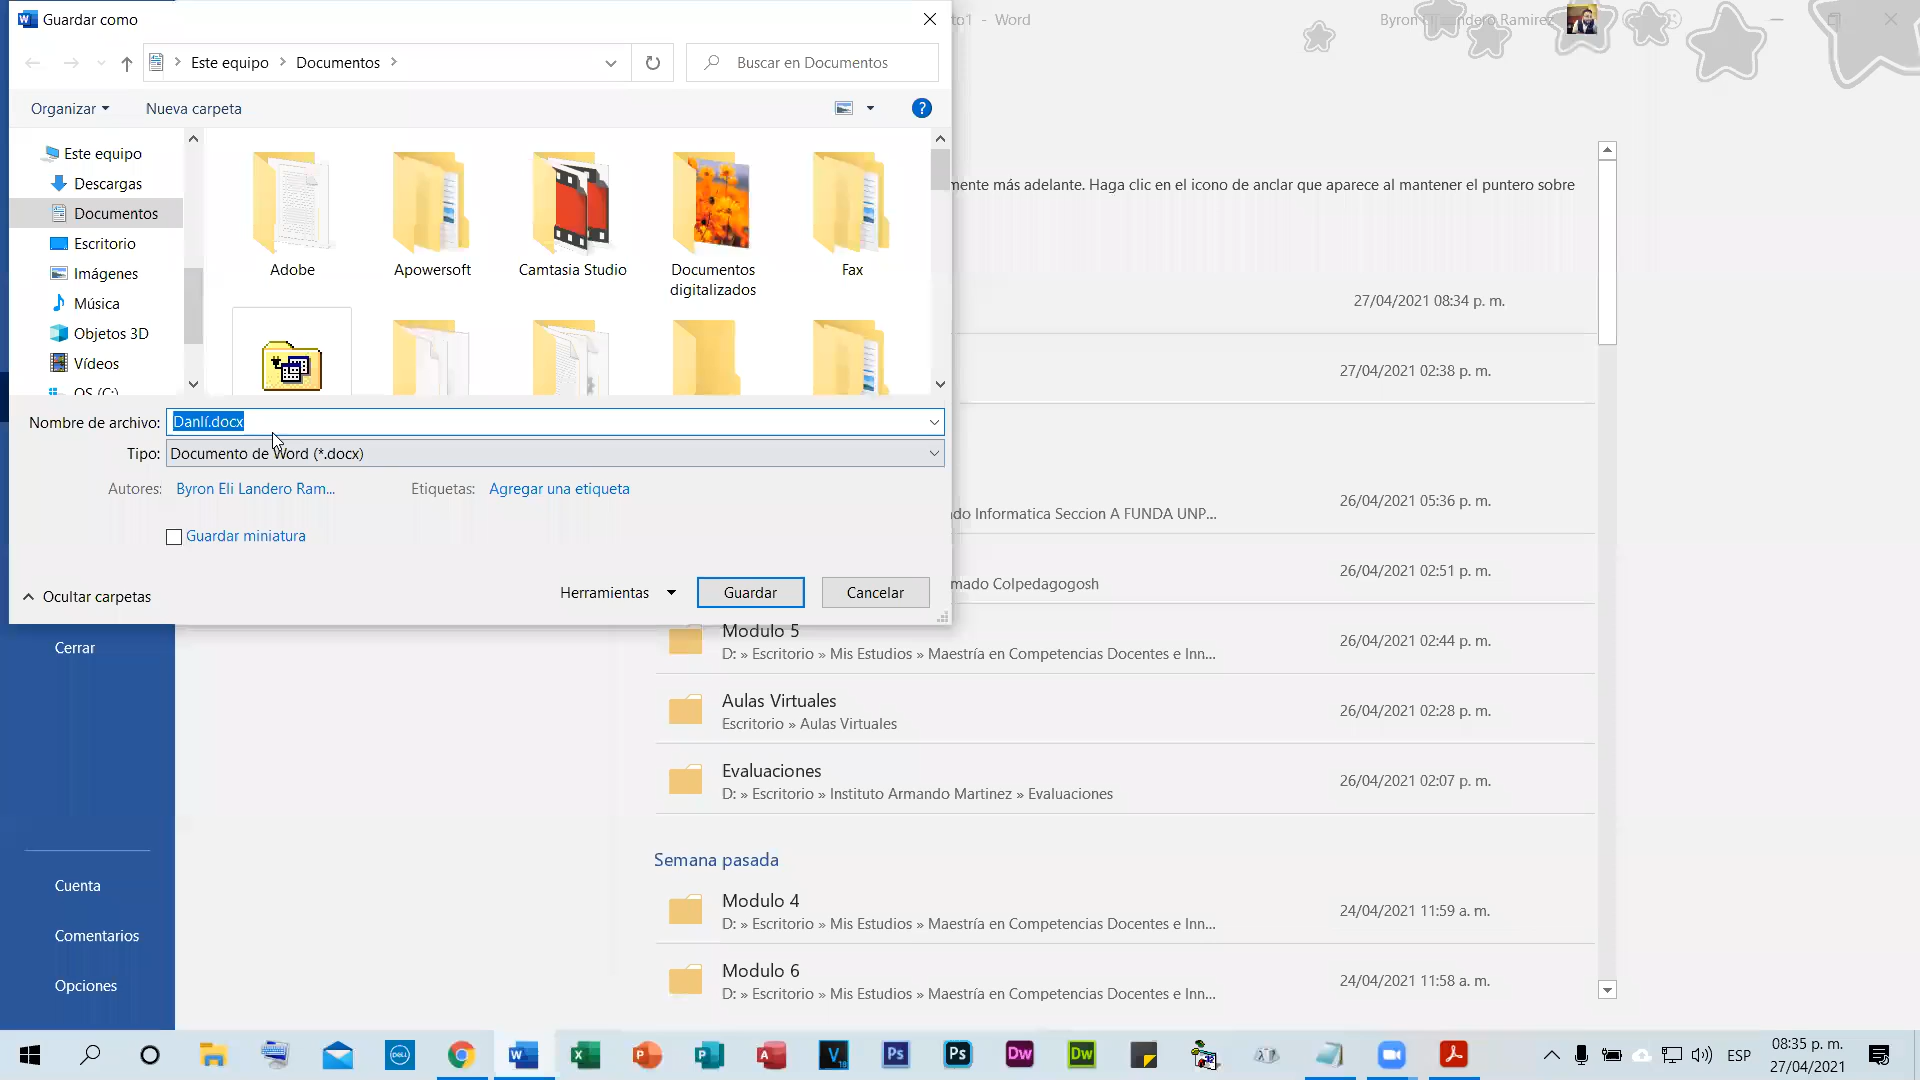 Guardar como
to1 - Word
Este equipo
Documentos
Buscar en Documentos
Organizar
Nueva carpeta
Este equipo
Descargas
Documentos
Escritorio
Imágenes
Música
Objetos 3D
Vídeos
OS (C:)
Adobe
Apowersoft
Camtasia Studio
Documentos
digitalizados
Fax
Nombre de archivo:
Danlí.docx
Tipo:
Documento de Word (*.docx)
Autores:
Byron Eli Landero Ram...
Etiquetas:
Agregar una etiqueta
Guardar miniatura
Ocultar carpetas
Herramientas
Guardar
Cancelar
mente más adelante. Haga clic en el icono de anclar que aparece al mantener el puntero sobre
27/04/2021 08:34 p. m.
27/04/2021 02:38 p. m.
do Informatica Seccion A FUNDA UNP...
26/04/2021 05:36 p. m.
mado Colpedagogosh
26/04/2021 02:51 p. m.
Modulo 5
D: » Escritorio » Mis Estudios » Maestría en Competencias Docentes e Inn...
26/04/2021 02:44 p. m.
Aulas Virtuales
Escritorio » Aulas Virtuales
26/04/2021 02:28 p. m.
Evaluaciones
D: » Escritorio » Instituto Armando Martinez » Evaluaciones
26/04/2021 02:07 p. m.
Semana pasada
Modulo 4
D: » Escritorio » Mis Estudios » Maestría en Competencias Docentes e Inn...
24/04/2021 11:59 a. m.
Modulo 6
D: » Escritorio » Mis Estudios » Maestría en Competencias Docentes e Inn...
24/04/2021 11:58 a. m.
Cerrar
Cuenta
Comentarios
Opciones
ESP
08:35 p. m.
27/04/2021